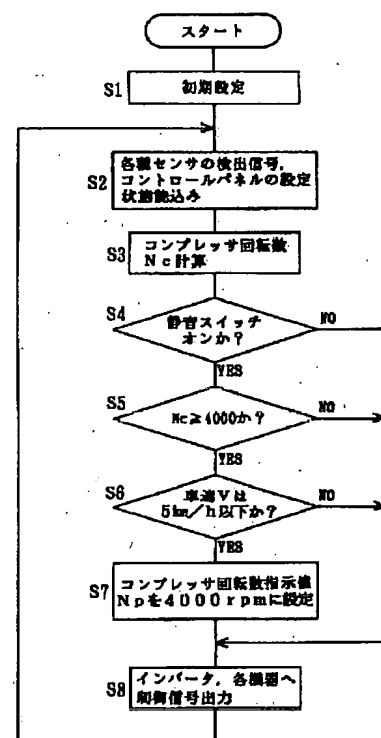 スタート
S1
初期設定
S2
各種センサの検出信号,
コントロールパネルの設定
状態読込み
S3
コンプレッサ回転数
Nc計算
S4
静音スイッチ
オンか?
NO
YES
S5
Nc≧4000か?
NO
YES
S6
車速Vは
5km/h以下か?
NO
YES
S7
コンプレッサ回転数指示値
Npを4000rpmに設定
S8
インバータ,各機器へ
制御信号出力